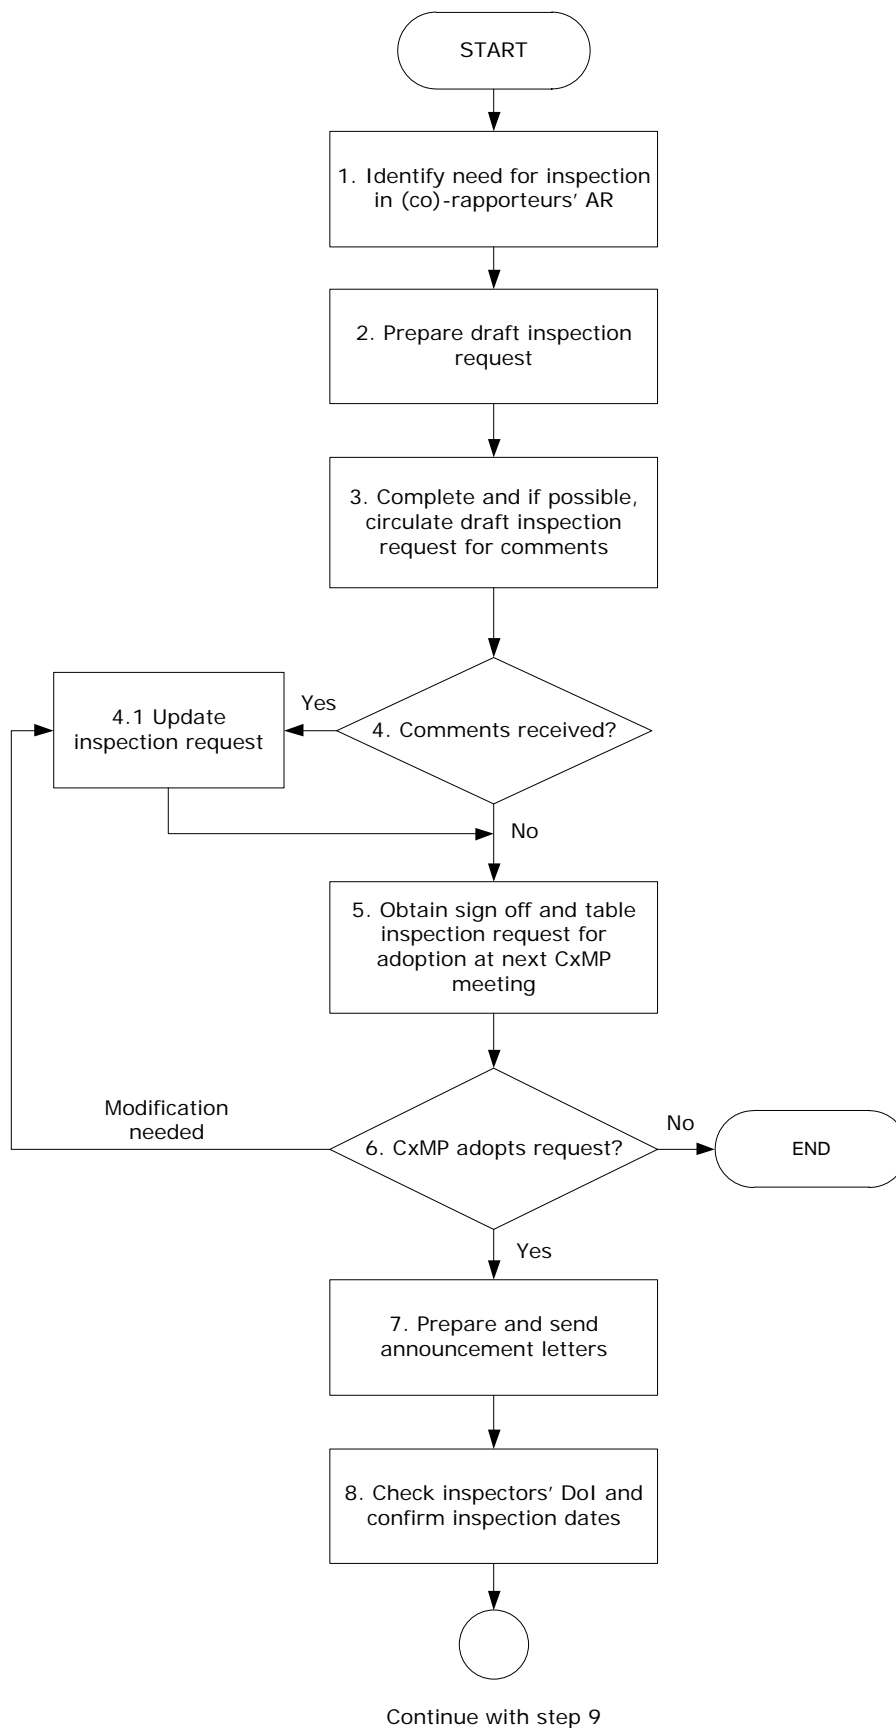 START
1. Identify need for inspection
in (co)-rapporteurs’ AR
2. Prepare draft inspection
request
3. Complete and if possible,
circulate draft inspection
request for comments
4. Comments received?
Yes
4.1 Update
inspection request
No
5. Obtain sign off and table
inspection request for
adoption at next CxMP
meeting
6. CxMP adopts request?
Modification
needed
No
END
Yes
7. Prepare and send
announcement letters
8. Check inspectors’ DoI and
confirm inspection dates
Continue with step 9